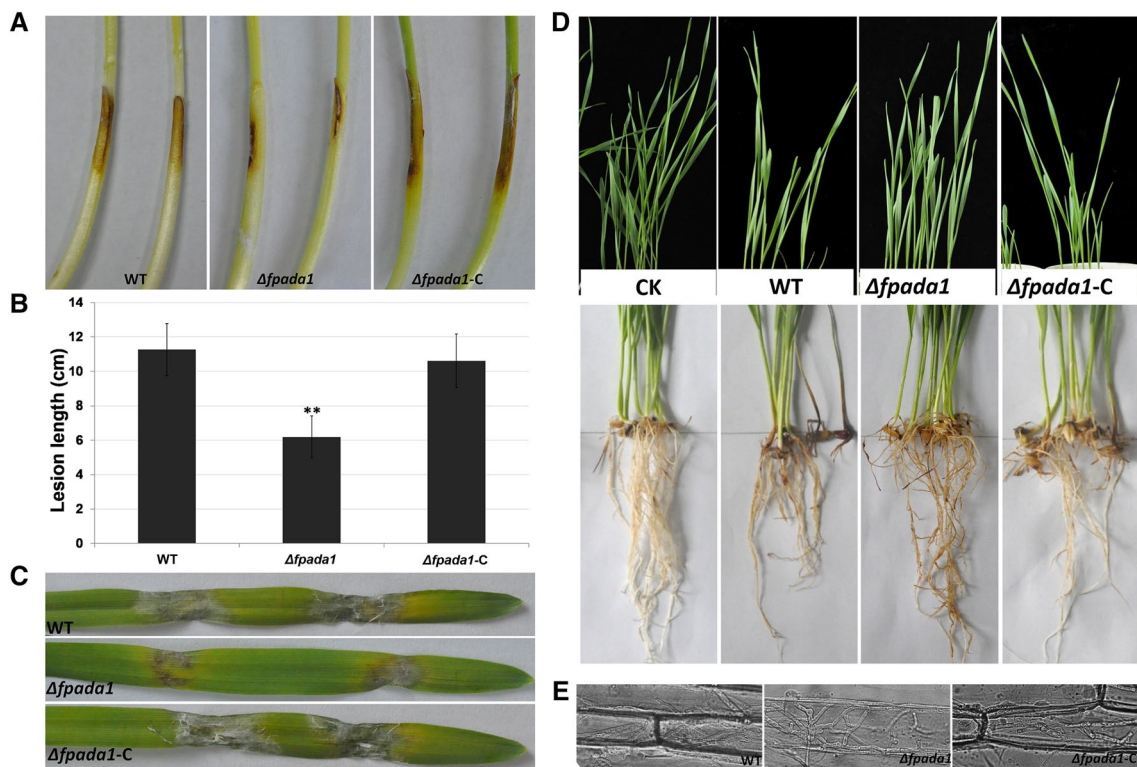 A
WT
Δfpada1
Δfpada1-C
B
Lesion length (cm)
14
12
10
8
6
4
2
0
**
WT
Δfpada1
Δfpada1-C
C
WT
Δfpada1
Δfpada1-C
D
CK
WT
Δfpada1
Δfpada1-C
E
WT
Δfpada1
Δfpada1-C